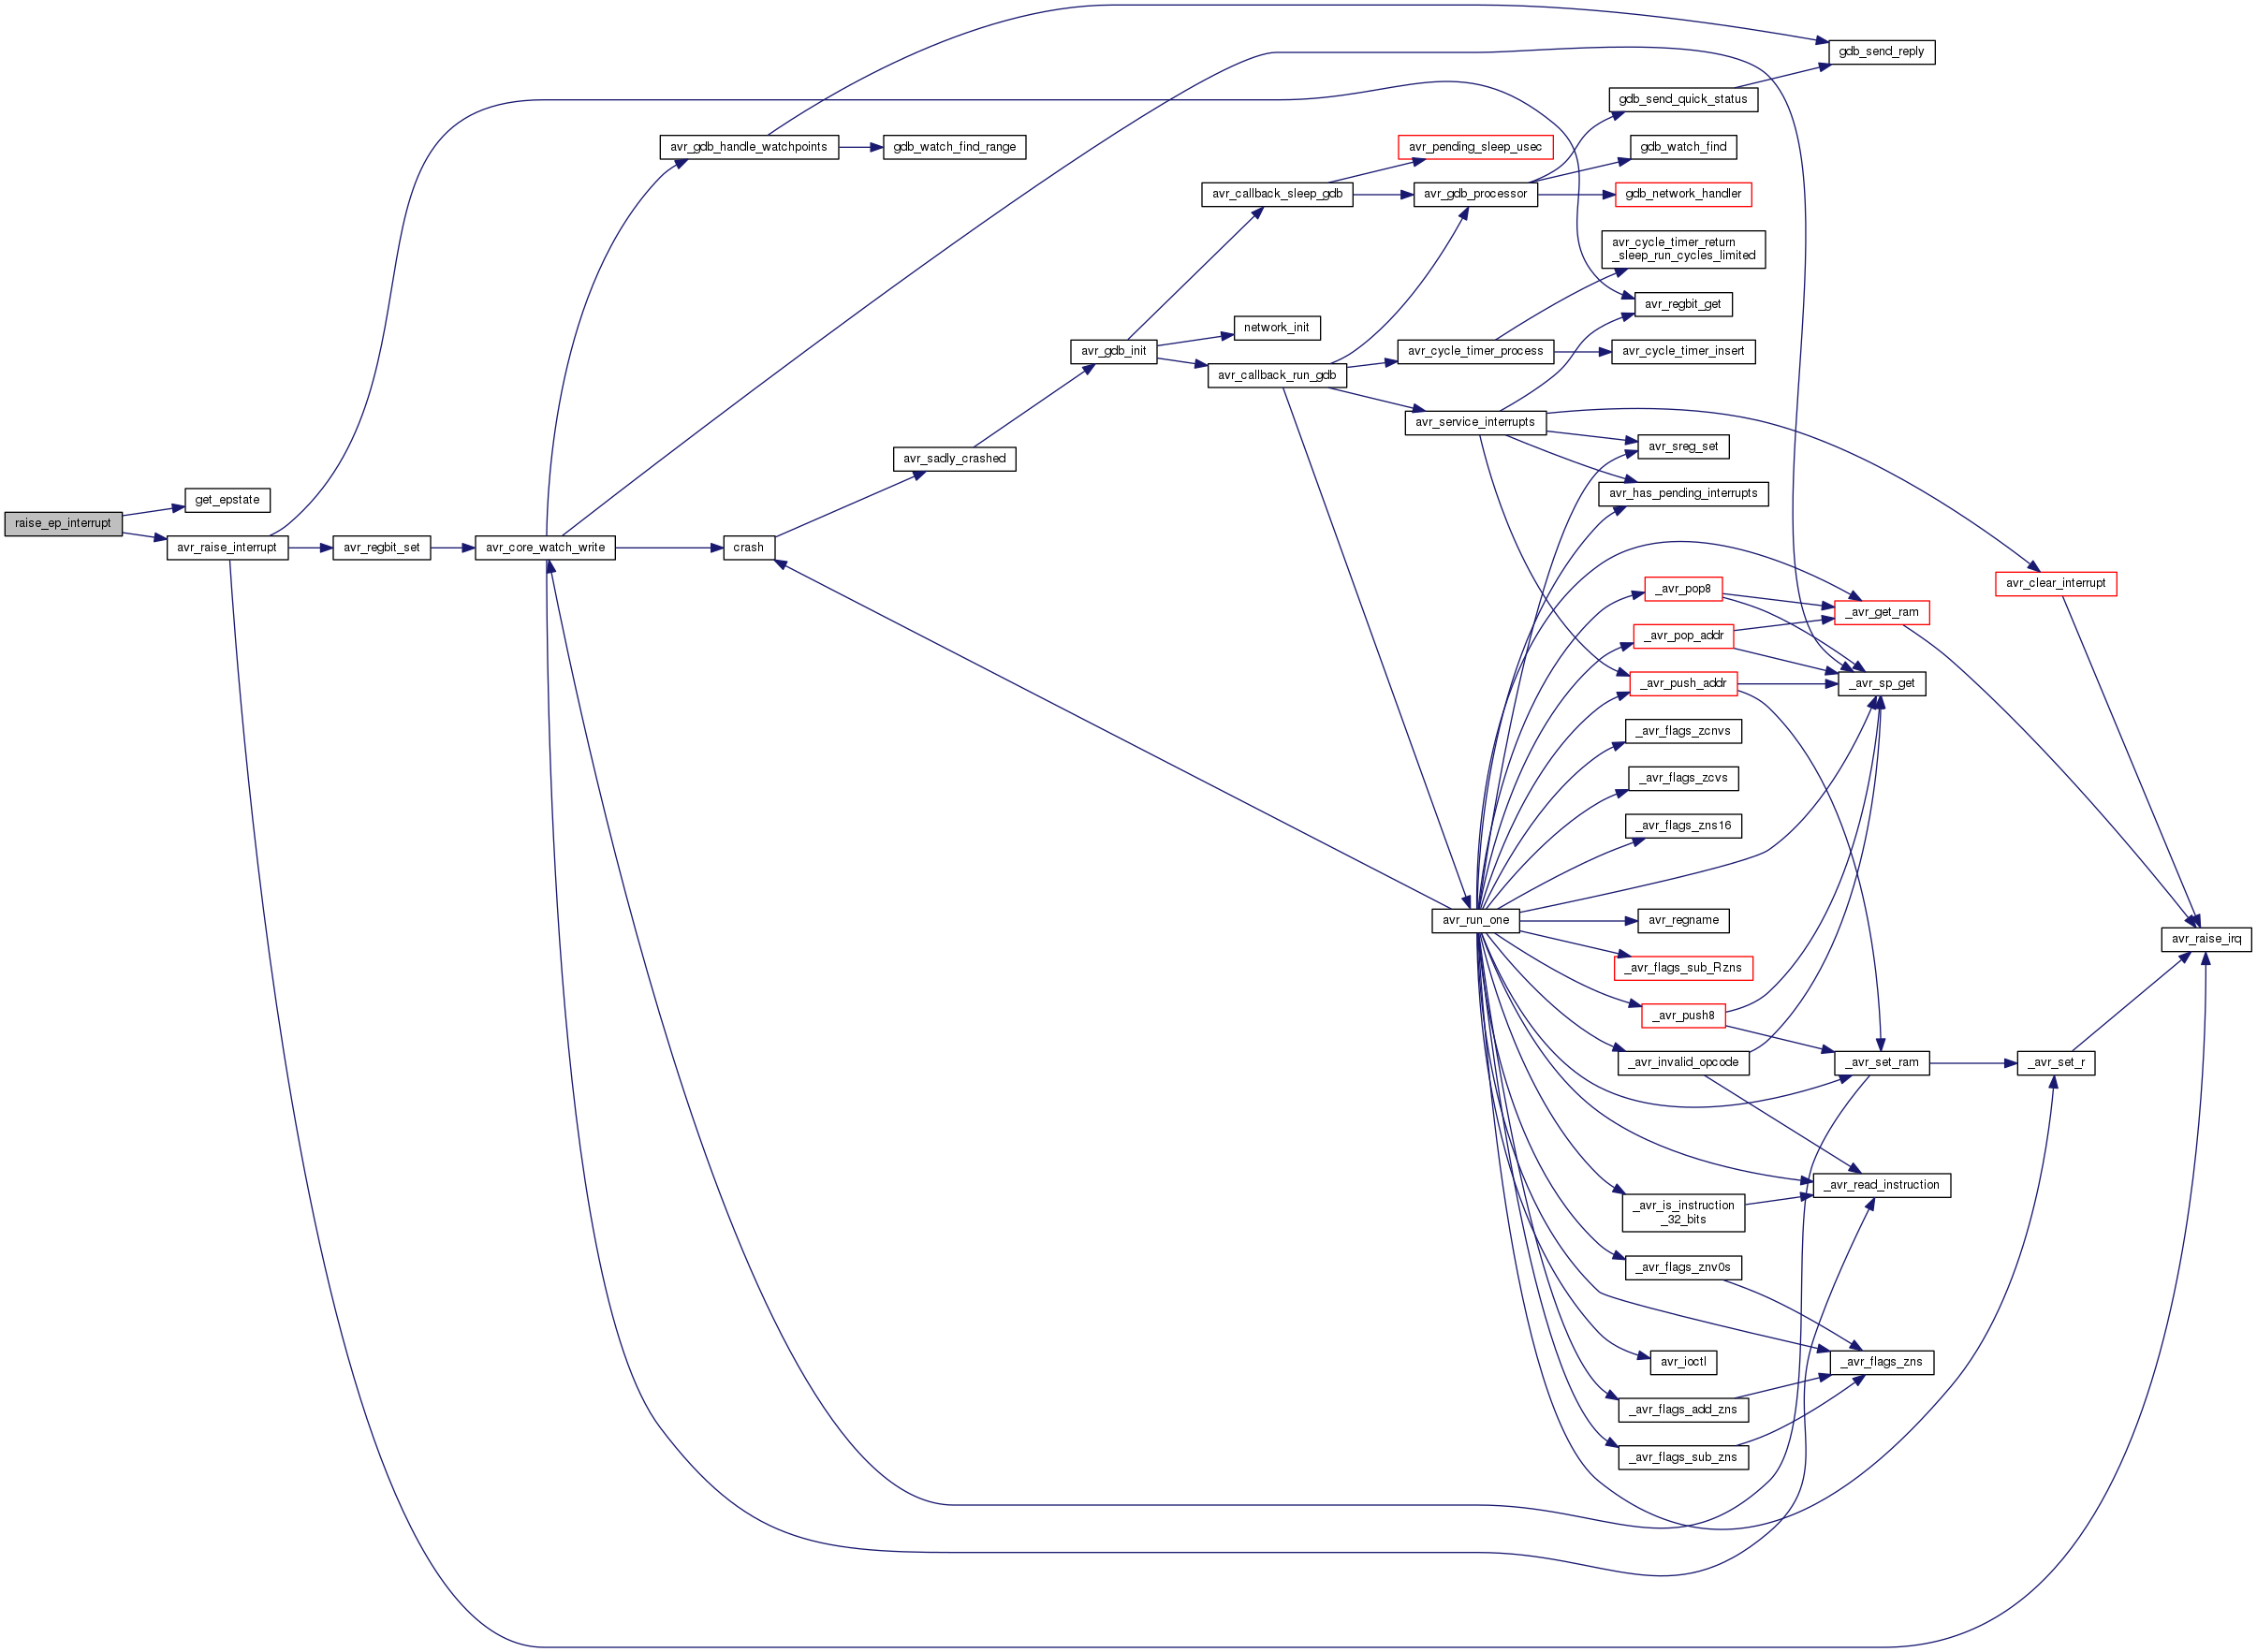 gdb_send_reply
gdb_send_quick_status
avr_gdb_handle_watchpoints
gdb_watch_find_range
avr_pending_sleep_usec
gdb_watch_find
avr_callback_sleep_gdb
avr_gdb_processor
gdb_network_handler
avr_cycle_timer_return
_sleep_run_cycles_limited
avr_regbit_get
network_init
avr_gdb_init
avr_cycle_timer_process
avr_cycle_timer_insert
avr_callback_run_gdb
avr_service_interrupts
avr_sadly_crashed
avr_sreg_set
get_epstate
avr_has_pending_interrupts
raise_ep_interrupt
avr_raise_interrupt
avr_regbit_set
avr_core_watch_write
crash
avr_clear_interrupt
_avr_pop8
_avr_get_ram
_avr_pop_addr
_avr_push_addr
_avr_sp_get
_avr_flags_zcnvs
_avr_flags_zcvs
_avr_flags_zns16
avr_run_one
avr_regname
avr_raise_irq
_avr_flags_sub_Rzns
_avr_push8
_avr_invalid_opcode
_avr_set_ram
_avr_set_r
_avr_read_instruction
_avr_is_instruction
_32_bits
_avr_flags_znv0s
avr_ioctl
_avr_flags_zns
_avr_flags_add_zns
_avr_flags_sub_zns